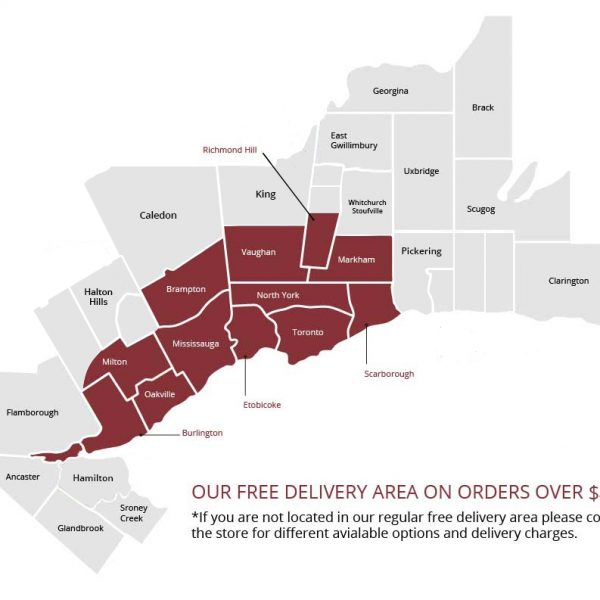 Georgina
Brack
East
Gwillimbury
Richmond Hill
Uxbridge
King
Whitchurch
Stoufville
Scugog
Caledon
Vaughan
Markham
Pickering
Clarington
Halton
Hills
Brampton
North York
Mississauga
Toronto
Milton
Scarborough
Oakville
Etobicoke
Flamborough
Burlington
Ancaster
Hamilton
Sroney
Creek
Glandbrook
OUR FREE DELIVERY AREA ON ORDERS OVER $
*If you are not located in our regular free delivery area please co
the store for different avialable options and delivery charges.